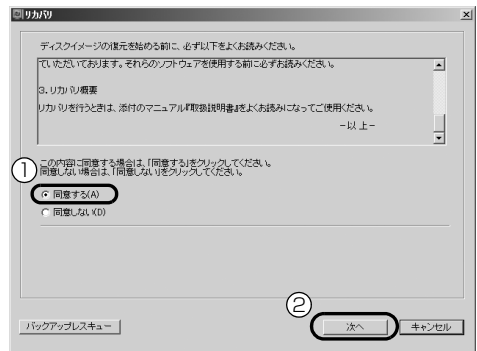 リカバリ
ディスクイメージの復元を始める前に、必ず以下をよくお読みください。
ていただいております。それらのソフトウェアを使用する前に必ずお読みください。
3. リカバリ概要
リカバリを行うときは、添付のマニュアル『取扱説明書』をよくお読みになってご使用ください。
－以 上－
この内容に同意する場合は、「同意する」をクリックしてください。
同意しない場合は、「同意しない」をクリックしてください。
①
同意する(A)
同意しない(D)
②
バックアップレスキュー
次へ
キャンセル